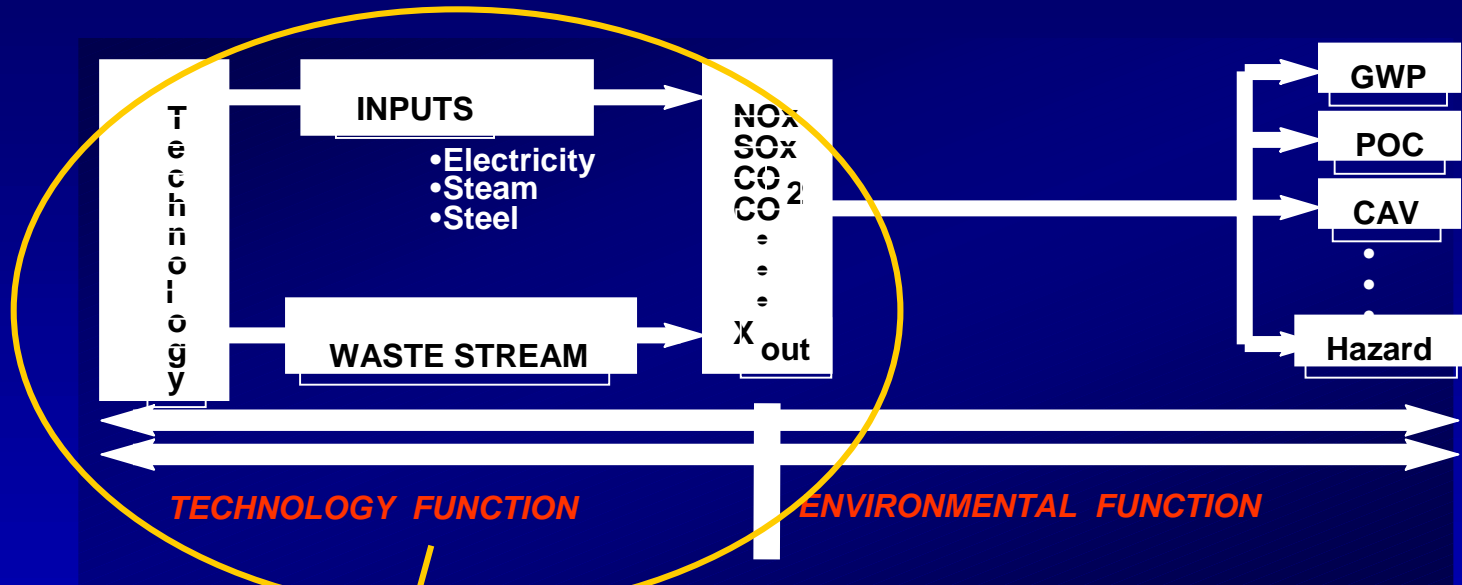 Technology
INPUTS
•Electricity
•Steam
•Steel
WASTE STREAM
NOx
SOx
CO2
CO
•
•
•
Xout
GWP
POC
CAV
•
•
•
Hazard
TECHNOLOGY FUNCTION
ENVIRONMENTAL FUNCTION